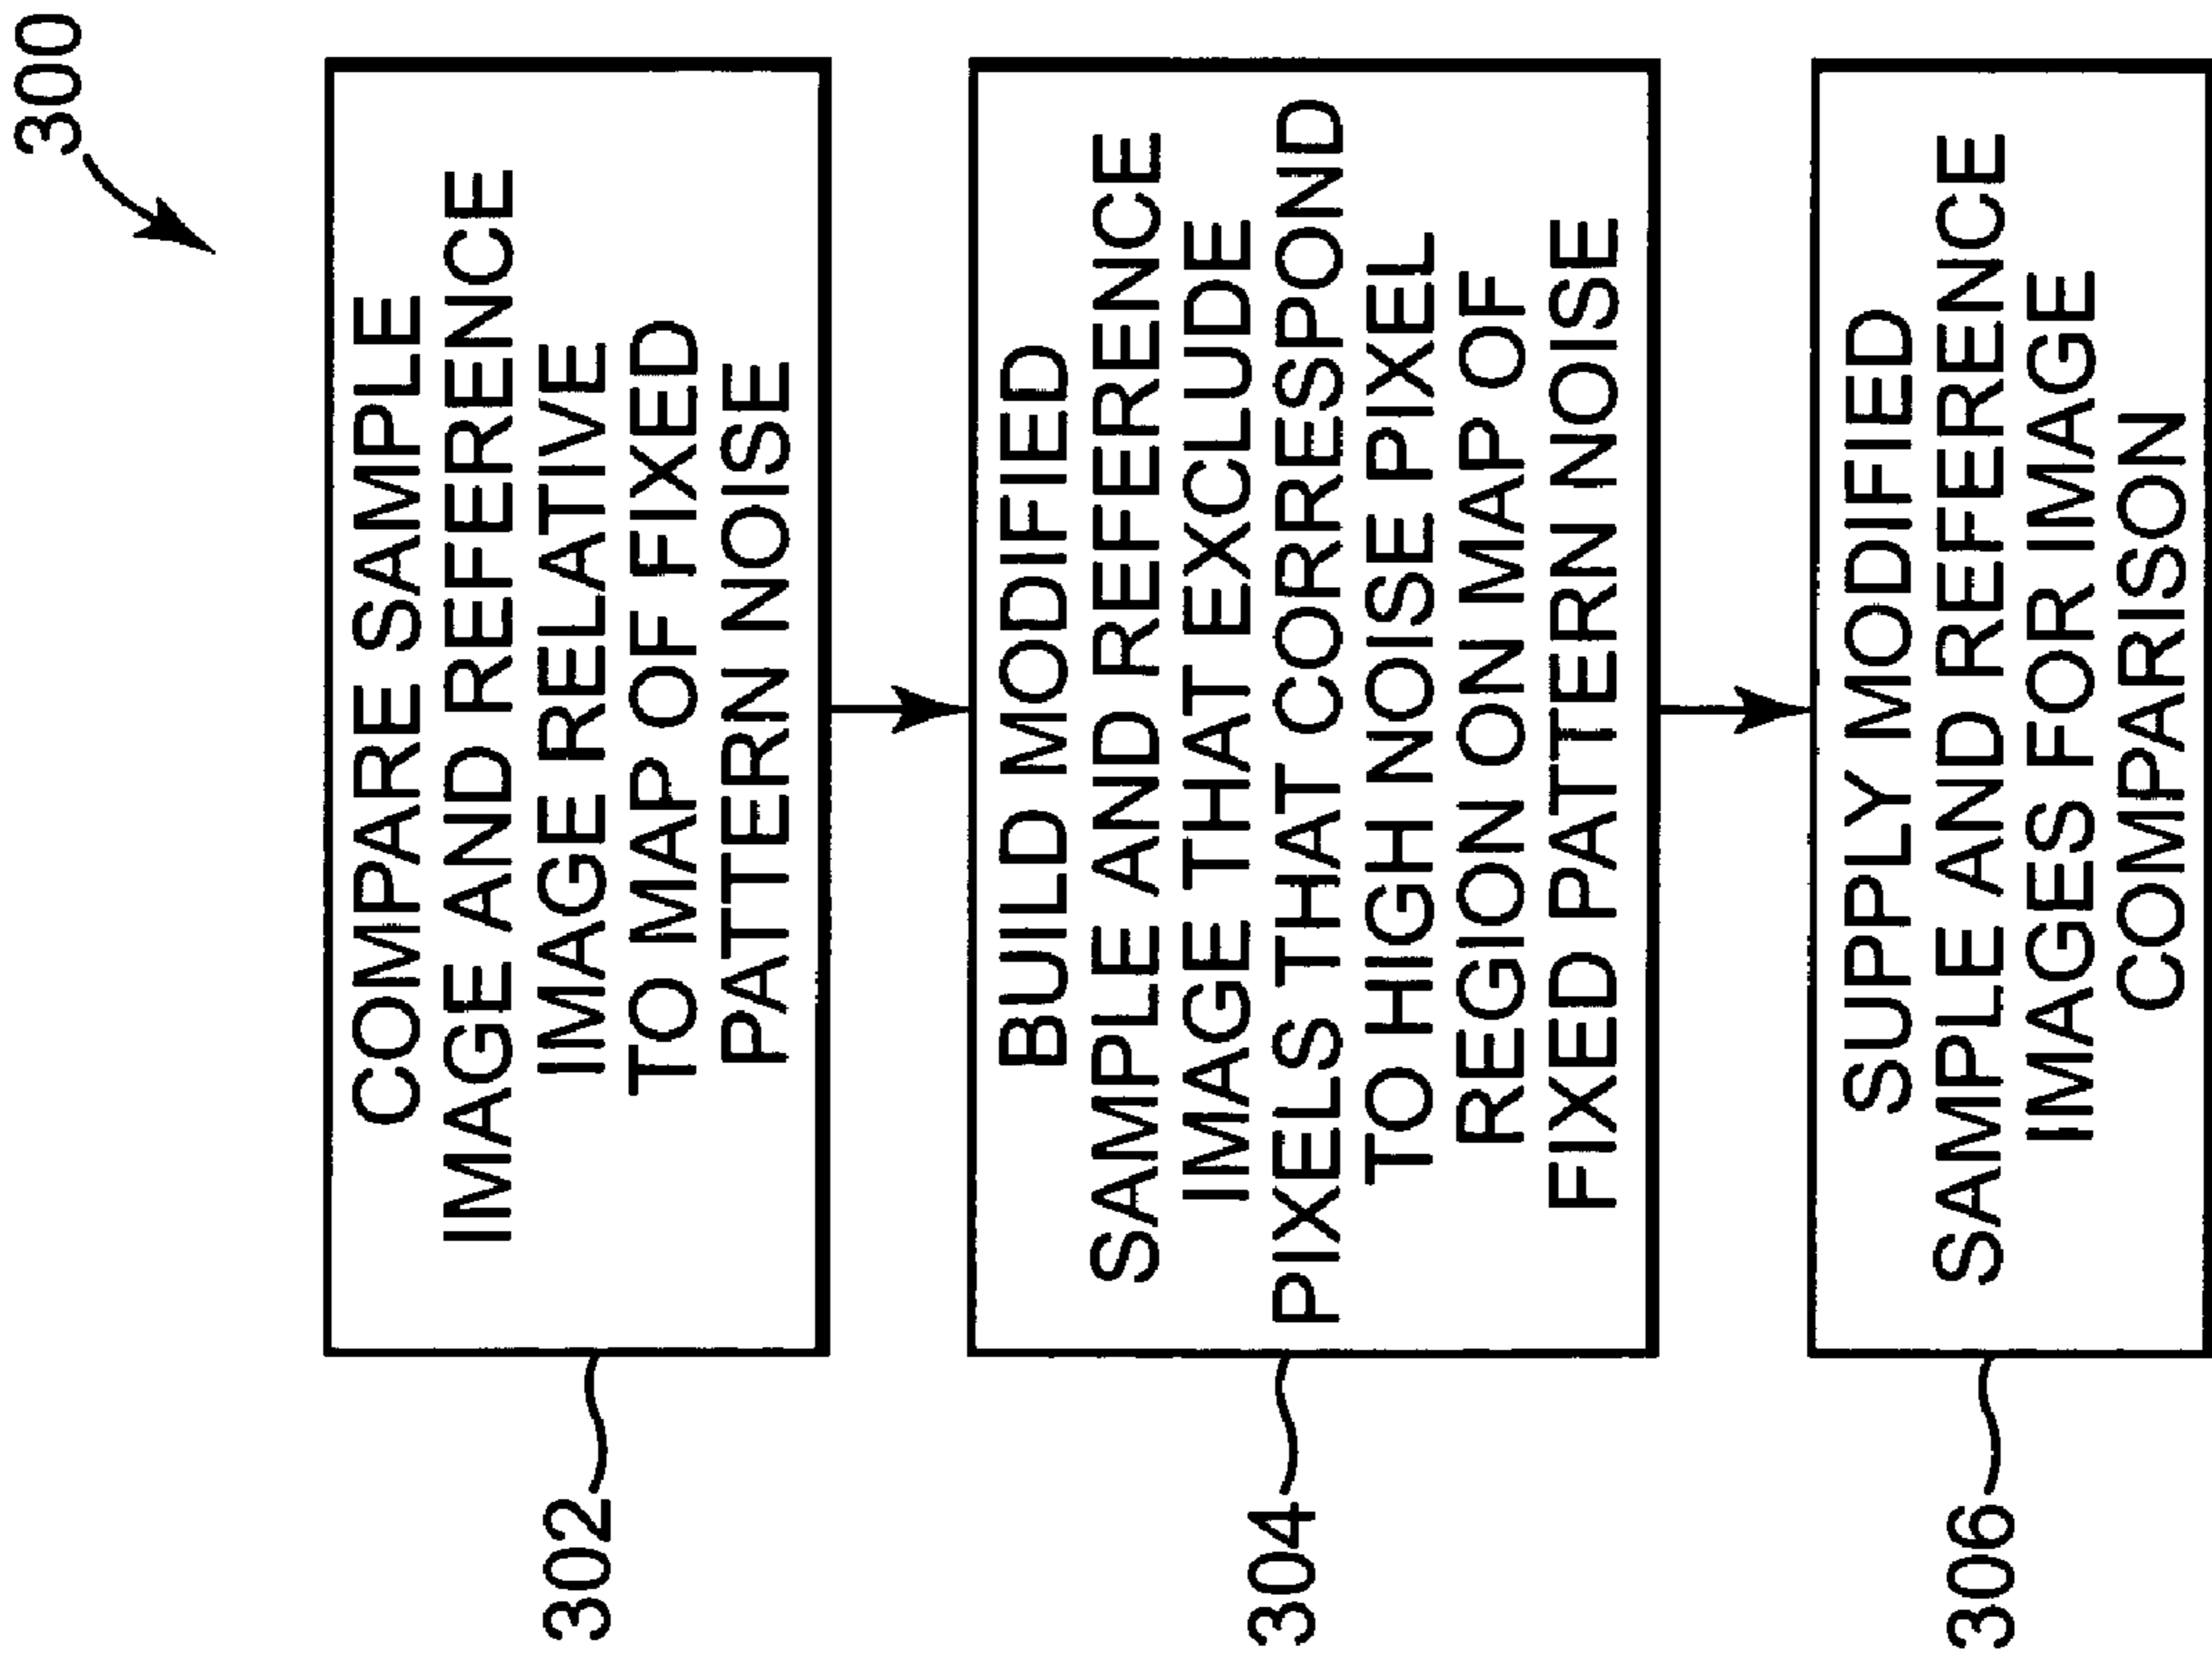 300
302
COMPARE SAMPLE
IMAGE AND REFERENCE
IMAGE RELATIVE
TO MAP OF FIXED
PATTERN NOISE
304
BUILD MODIFIED
SAMPLE AND REFERENCE
IMAGE THAT EXCLUDE
PIXELS THAT CORRESPOND
TO HIGH NOISE PIXEL
REGION ON MAP OF
FIXED PATTERN NOISE
306
SUPPLY MODIFIED
SAMPLE AND REFERENCE
IMAGES FOR IMAGE
COMPARISON